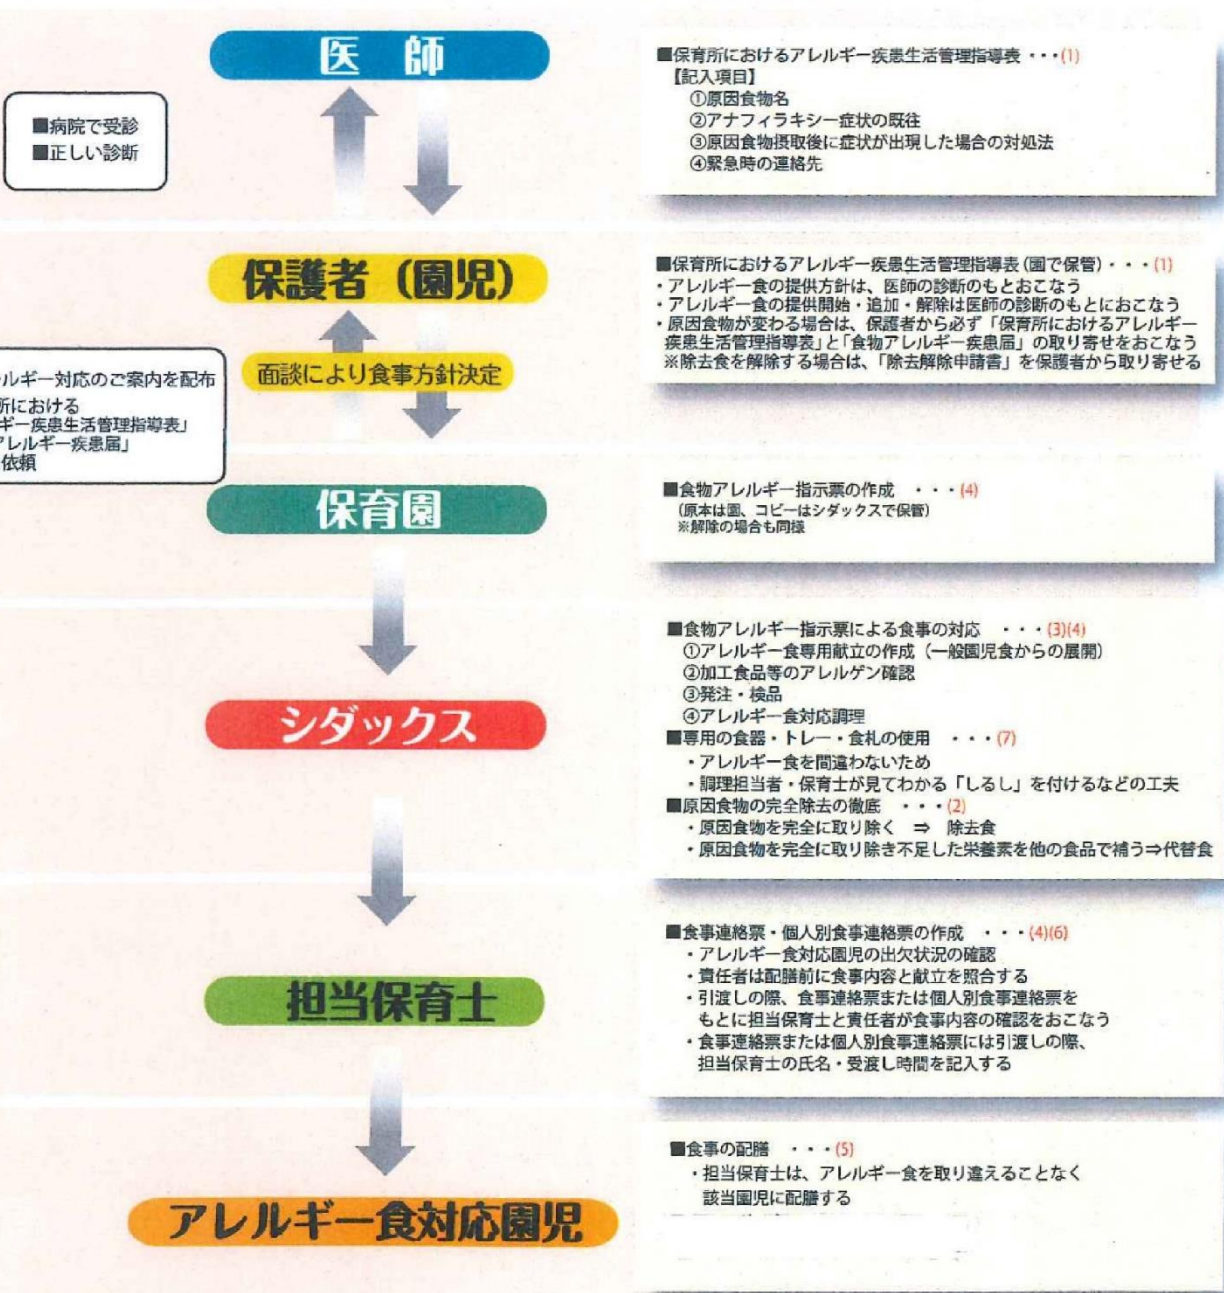 医 師
■病院で受診
■正しい診断
■保育所におけるアレルギー疾患生活管理指導表 ・・・(1)
【記入項目】
①原因食物名
②アナフィラキシー症状の既往
③原因食物摂取後に症状が出現した場合の対処法
④緊急時の連絡先
保護者（園児）
面談により食事方針決定
ルギー対応のご案内を配布
所における
ギー疾患生活管理指導表」
アレルギー疾患届」
依頼
■保育所におけるアレルギー疾患生活管理指導表（園で保管）・・・(1)
・アレルギー食の提供方針は、医師の診断のもとおこなう
・アレルギー食の提供開始・追加・解除は医師の診断のもとにおこなう
・原因食物が変わる場合は、保護者から必ず「保育所におけるアレルギー
疾患生活管理指導表」と「食物アレルギー疾患届」の取り寄せをおこなう
※除去食を解除する場合は、「除去解除申請書」を保護者から取り寄せる
保育園
■食物アレルギー指示票の作成 ・・・(4)
（原本は園、コピーはシダックスで保管）
※解除の場合も同様
シダックス
■食物アレルギー指示票による食事の対応 ・・・(3)(4)
①アレルギー食専用献立の作成（一般園児食からの展開）
②加工食品等のアレルゲン確認
③発注・検品
④アレルギー食対応調理
■専用の食器・トレー・食札の使用 ・・・(7)
・アレルギー食を間違わないため
・調理担当者・保育士が見てわかる「しるし」を付けるなどの工夫
■原因食物の完全除去の徹底 ・・・(2)
・原因食物を完全に取り除く ⇒ 除去食
・原因食物を完全に取り除き不足した栄養素を他の食品で補う⇒代替食
担当保育士
■食事連絡票・個人別食事連絡票の作成 ・・・(4)(6)
・アレルギー食対応園児の出欠状況の確認
・責任者は配膳前に食事内容と献立を照合する
・引渡しの際、食事連絡票または個人別食事連絡票を
もとに担当保育士と責任者が食事内容の確認をおこなう
・食事連絡票または個人別食事連絡票には引渡しの際、
担当保育士の氏名・受渡し時間を記入する
アレルギー食対応園児
■食事の配膳 ・・・(5)
・担当保育士は、アレルギー食を取り違えることなく
該当園児に配膳する